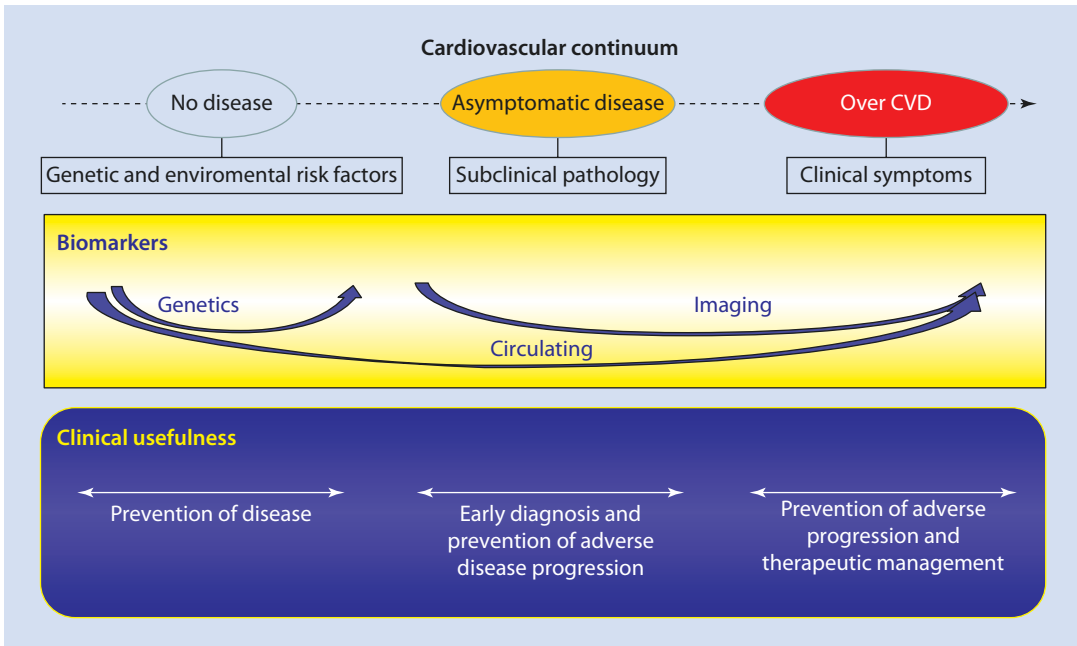 Cardiovascular continuum
No disease
Asymptomatic disease
Over CVD
Genetic and enviromental risk factors
Subclinical pathology
Clinical symptoms
Biomarkers
Genetics
Imaging
Circulating
Clinical usefulness
Prevention of disease
Early diagnosis and
prevention of adverse
disease progression
Prevention of adverse
progression and
therapeutic management